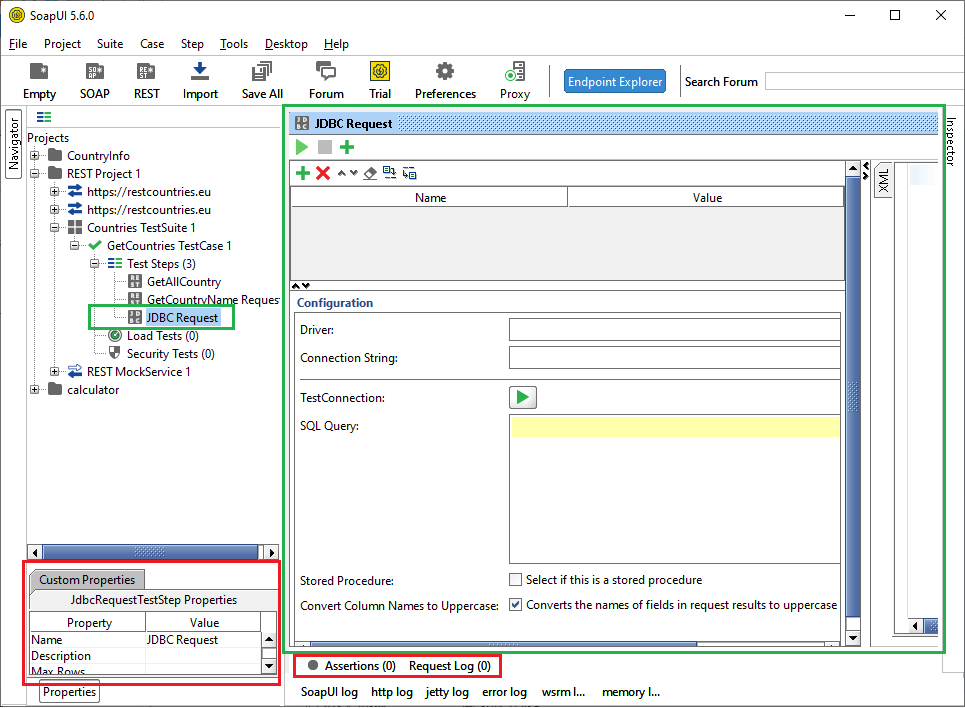 SoapUI 5.6.0
File Project Suite Case Step Tools Desktop Help
Empty SOAP REST Import Save All Forum Trial Preferences Proxy Endpoint Explorer Search Forum
Navigator
Projects
CountryInfo
REST Project 1
https://restcountries.eu
https://restcountries.eu
Countries TestSuite 1
GetCountries TestCase 1
Test Steps (3)
GetAllCountry
GetCountryName Reques
JDBC Request
Load Tests (0)
Security Tests (0)
REST MockService 1
calculator
Custom Properties
JdbcRequestTestStep Properties
Property Value
Name JDBC Request
Description
Max Rows
Properties
JDBC Request
Name Value
Configuration
Driver:
Connection String:
TestConnection:
SQL Query:
Stored Procedure: Select if this is a stored procedure
Convert Column Names to Uppercase: Converts the names of fields in request results to uppercase
XML
Inspector
Assertions (0) Request Log (0)
SoapUI log http log jetty log error log wsrm l... memory l...